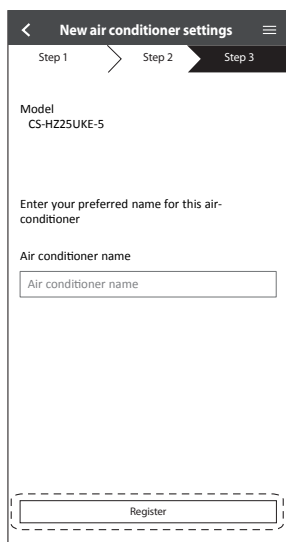 New air conditioner settings
Step 1
Step 2
Step 3
Model
CS-HZ25UKE-5
Enter your preferred name for this air-
conditioner
Air conditioner name
Air conditioner name
Register